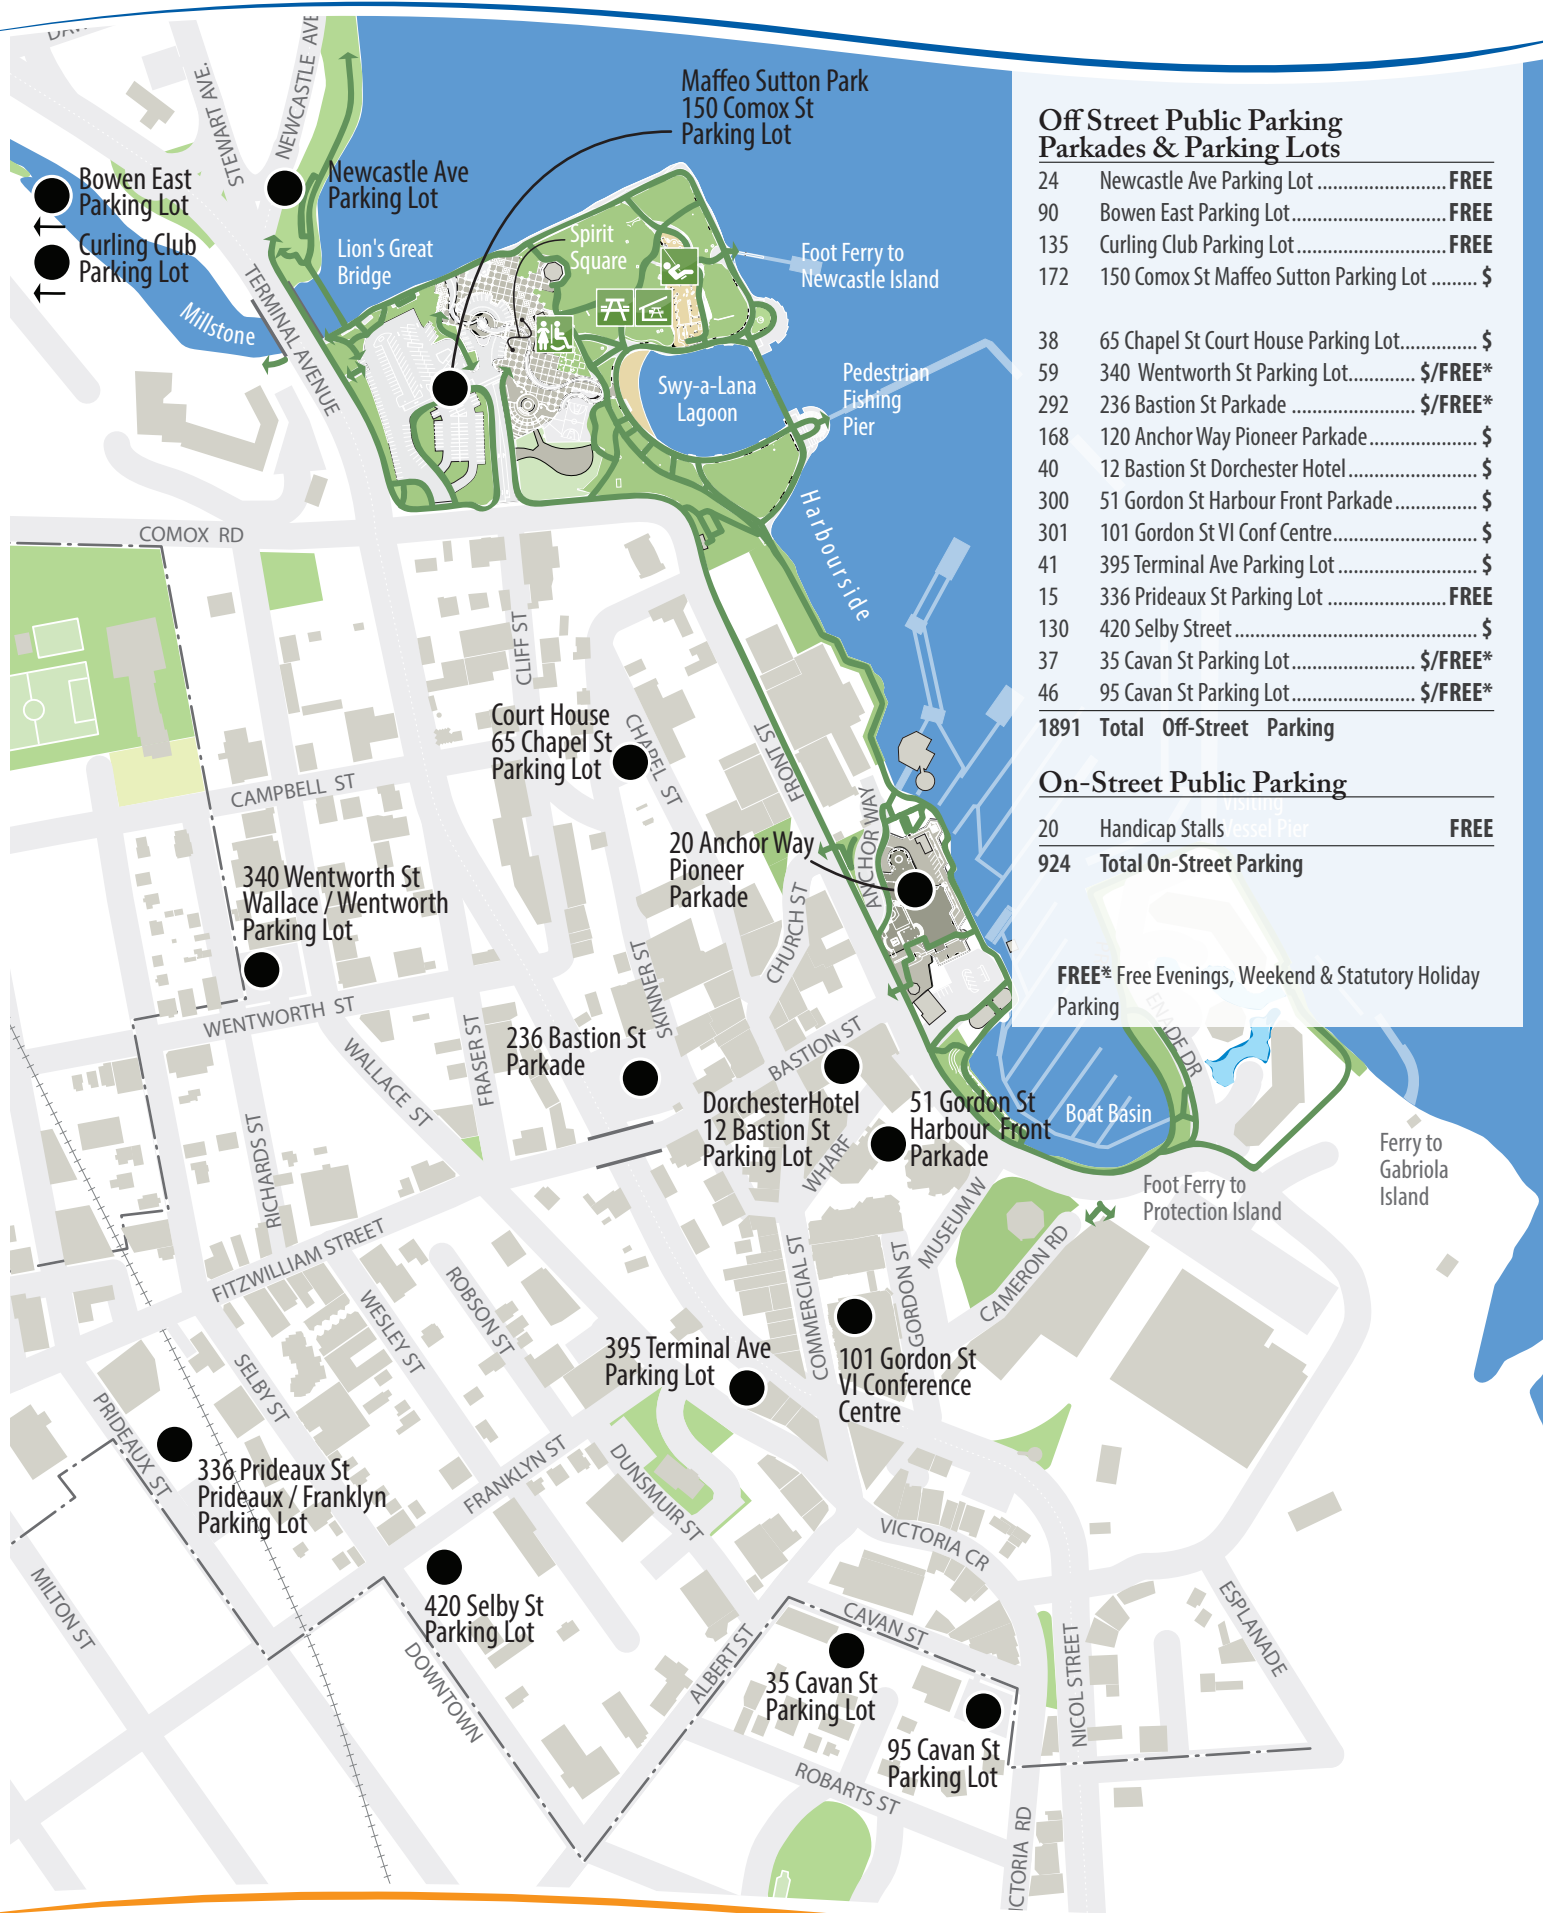 STEWART AVE.
NEWCASTLE AVE
Maffeo Sutton Park
150 Comox St
Parking Lot
Bowen East
Parking Lot
Curling Club
Parking Lot
Newcastle Ave
Parking Lot
Lion's Great
Bridge
Spirit
Square
Foot Ferry to
Newcastle Island
Millstone
TERMINAL AVENUE
Swy-a-Lana
Lagoon
Pedestrian
Fishing
Pier
Harbourside
COMOX RD
CLIFF ST
Court House
65 Chapel St
Parking Lot
CHAPEL ST
FRONT ST
CAMPBELL ST
ANCHOR WAY
20 Anchor Way
Pioneer
Parkade
340 Wentworth St
Wallace / Wentworth
Parking Lot
CHURCH ST
SKINNER ST
WENTWORTH ST
WALLACE ST
FRASER ST
236 Bastion St
Parkade
BASTION ST
DorchesterHotel
12 Bastion St
Parking Lot
WHARF
51 Gordon St
Harbour Front
Parkade
Boat Basin
ENADE DR
Ferry to
Gabriola
Island
Foot Ferry to
Protection Island
RICHARDS ST
FITZWILLIAM STREET
MUSEUM W
CAMERON RD
COMMERCIAL ST
GORDON ST
WESLEY ST
ROBSON ST
SELBY ST
395 Terminal Ave
Parking Lot
101 Gordon St
VI Conference
Centre
PRIDEAUX ST
336 Prideaux St
Prideaux / Franklyn
Parking Lot
FRANKLYN ST
DUNSMUIR ST
VICTORIA CR
MILTON ST
420 Selby St
Parking Lot
DOWNTOWN
ALBERT ST
CAVAN ST
35 Cavan St
Parking Lot
95 Cavan St
Parking Lot
NICOL STREET
ESPLANADE
ROBARTS ST
ICTORIA RD
Off Street Public Parking
Parkades & Parking Lots
24 Newcastle Ave Parking Lot ......................... FREE
90 Bowen East Parking Lot .............................. FREE
135 Curling Club Parking Lot ............................. FREE
172 150 Comox St Maffeo Sutton Parking Lot ......... $
38 65 Chapel St Court House Parking Lot ............... $
59 340 Wentworth St Parking Lot ............. $/FREE*
292 236 Bastion St Parkade ........................ $/FREE*
168 120 Anchor Way Pioneer Parkade ..................... $
40 12 Bastion St Dorchester Hotel ......................... $
300 51 Gordon St Harbour Front Parkade ................ $
301 101 Gordon St VI Conf Centre ............................ $
41 395 Terminal Ave Parking Lot ........................... $
15 336 Prideaux St Parking Lot ....................... FREE
130 420 Selby Street ............................................... $
37 35 Cavan St Parking Lot ........................ $/FREE*
46 95 Cavan St Parking Lot ........................ $/FREE*
1891 Total Off-Street Parking
On-Street Public Parking
Visiting
Vessel Pier
20 Handicap Stalls FREE
924 Total On-Street Parking
FREE* Free Evenings, Weekend & Statutory Holiday
Parking